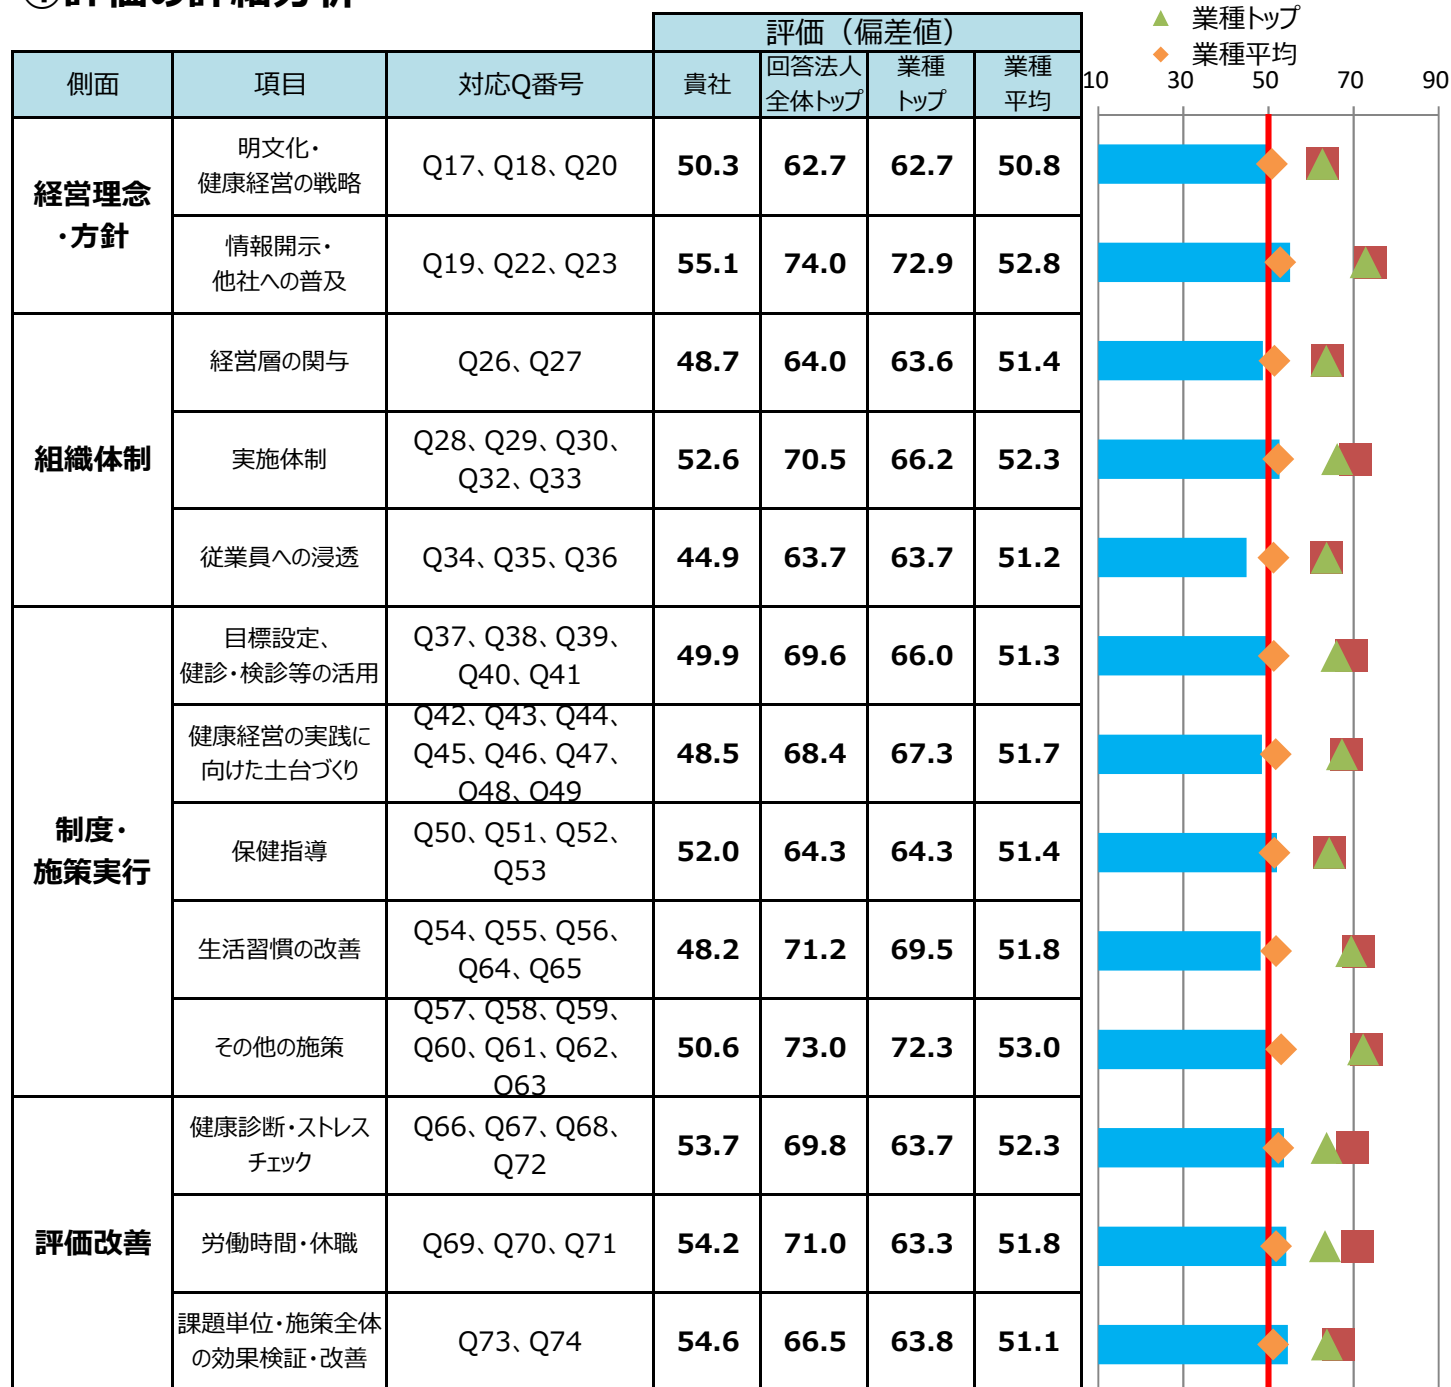 ①評価の詳細分析
▲ 業種トップ
◆ 業種平均
評価（偏差値）
側面 項目 対応Q番号 貴社 回答法人 業種 業種
全体トップ トップ 平均
10 30 50 70 90
経営理念
・方針
明文化・
健康経営の戦略
Q17、Q18、Q20
50.3 62.7 62.7 50.8
情報開示・
他社への普及
Q19、Q22、Q23
55.1 74.0 72.9 52.8
組織体制
経営層の関与
Q26、Q27
48.7 64.0 63.6 51.4
実施体制
Q28、Q29、Q30、
Q32、Q33
52.6 70.5 66.2 52.3
従業員への浸透
Q34、Q35、Q36
44.9 63.7 63.7 51.2
制度・
施策実行
目標設定、
健診・検診等の活用
Q37、Q38、Q39、
Q40、Q41
49.9 69.6 66.0 51.3
健康経営の実践に
向けた土台づくり
Q42、Q43、Q44、
Q45、Q46、Q47、
Q48、Q49
48.5 68.4 67.3 51.7
保健指導
Q50、Q51、Q52、
Q53
52.0 64.3 64.3 51.4
生活習慣の改善
Q54、Q55、Q56、
Q64、Q65
48.2 71.2 69.5 51.8
その他の施策
Q57、Q58、Q59、
Q60、Q61、Q62、
Q63
50.6 73.0 72.3 53.0
評価改善
健康診断・ストレス
チェック
Q66、Q67、Q68、
Q72
53.7 69.8 63.7 52.3
労働時間・休職
Q69、Q70、Q71
54.2 71.0 63.3 51.8
課題単位・施策全体
の効果検証・改善
Q73、Q74
54.6 66.5 63.8 51.1